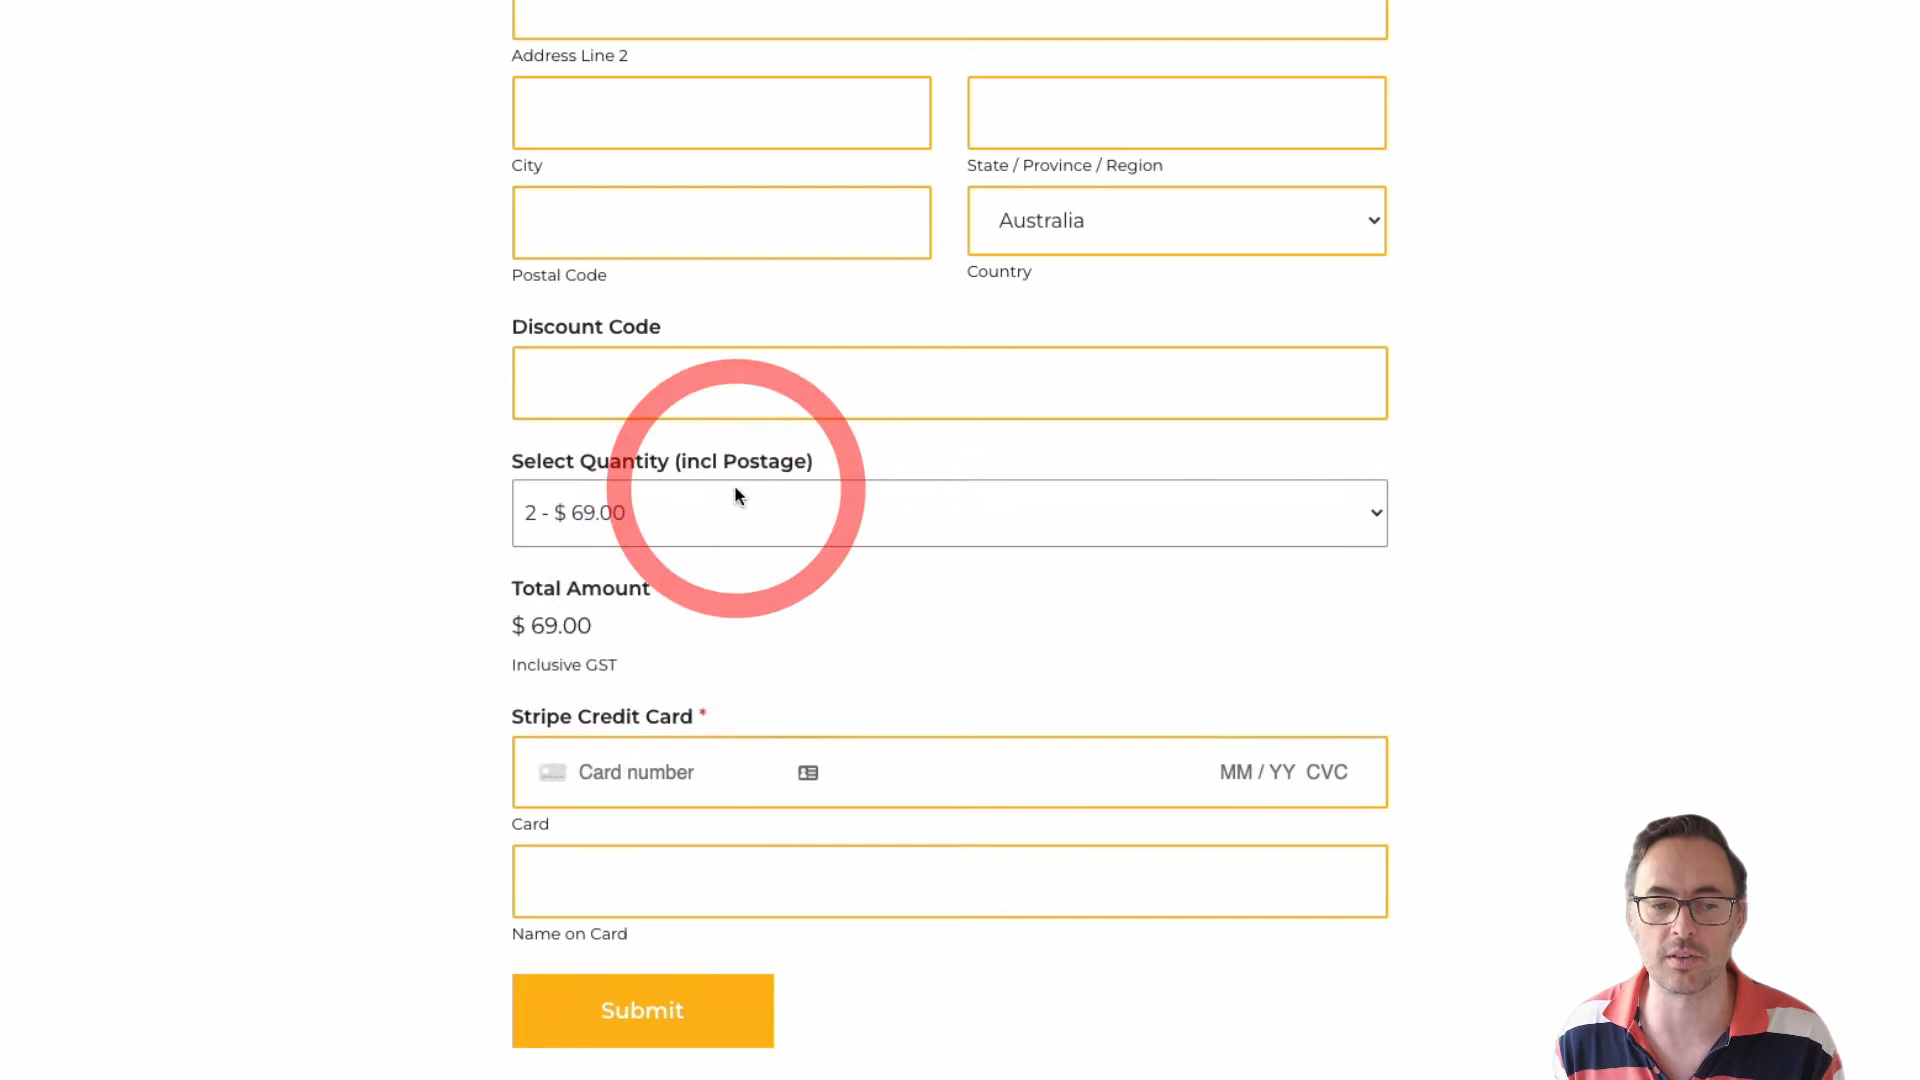 Address Line 2
City
State / Province / Region
Australia
Postal Code
Country
Discount Code
Select Quantity (incl Postage)
2 - $ 69.00
Total Amount
$ 69.00
Inclusive GST
Stripe Credit Card *
Card number
MM / YY CVC
Card
Name on Card
Submit